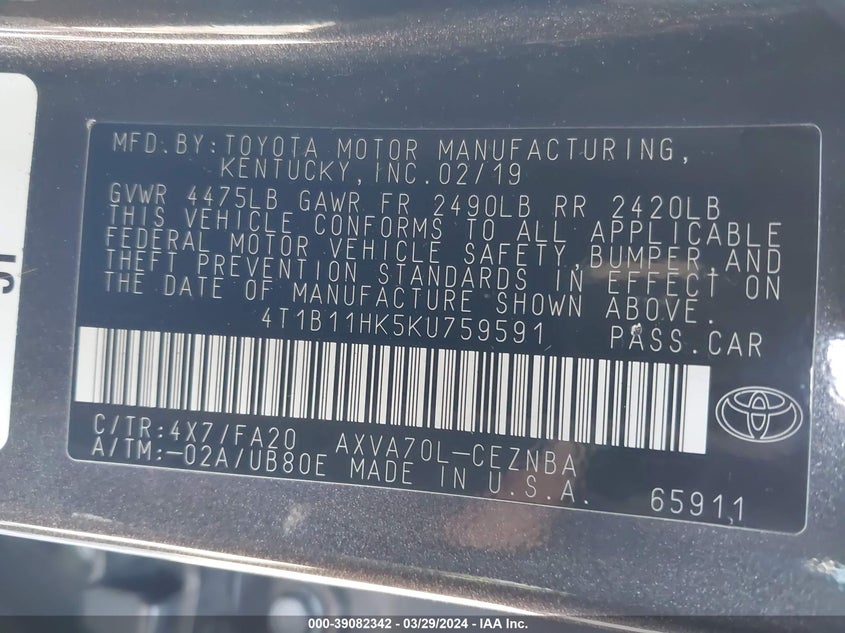 MFD.BY:TOYOTA MOTOR MANUFACTURING,
KENTUCKY,INC.02/19
GVWR 4475LB GAWR FR 2490LB RR 2420LB
THIS VEHICLE CONFORMS TO ALL APPLICABLE
FEDERAL MOTOR VEHICLE SAFETY,BUMPER,AND
THEFT PREVENTION STANDARDS IN EFFECT ON
THE DATE OF MANUFACTURE SHOWN ABOVE.
4T1B11HK5KU759591 PASS.CAR
C/TR:4X7/FA20 AXVA70L-CEZNBA
A/TM:-02A/UB80E MADE IN U.S.A.
65911
000-39082342 - 03/29/2024 - IAA Inc.